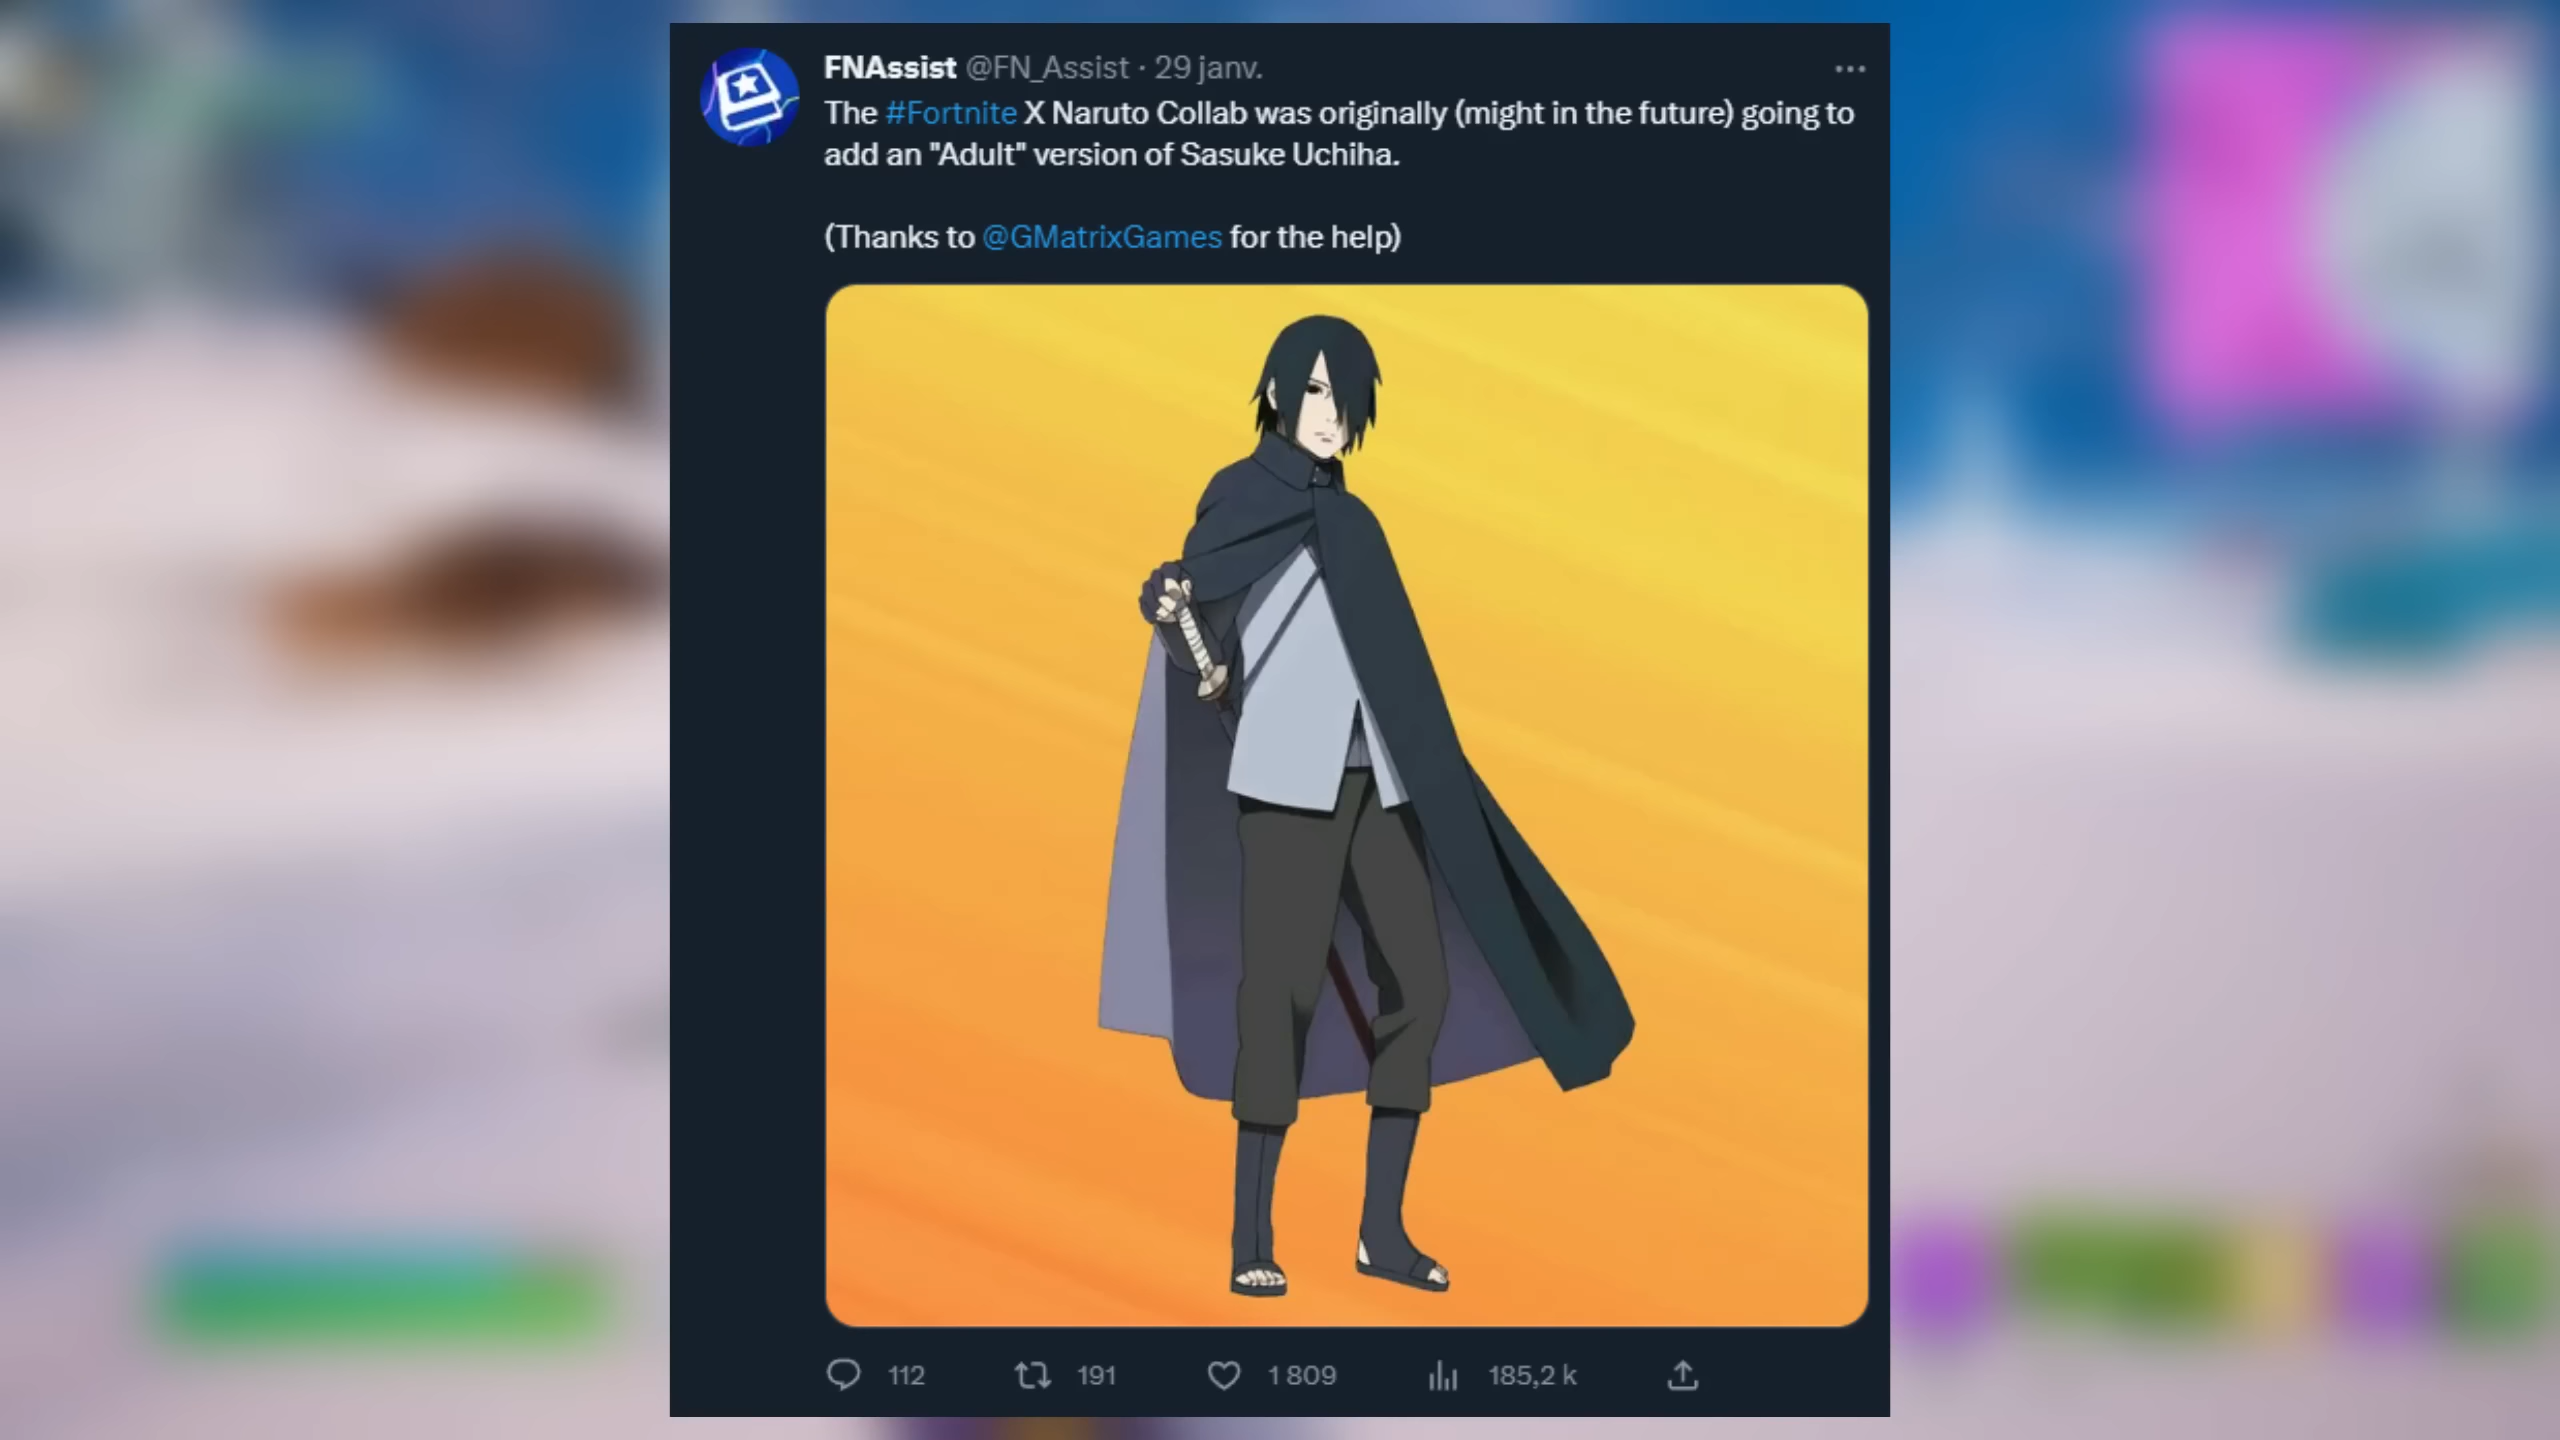 FNAssist @FN_Assist · 29 janv.
The #Fortnite X Naruto Collab was originally (might in the future) going to
add an "Adult" version of Sasuke Uchiha.
(Thanks to @GMatrixGames for the help)
112 191 1 809 185,2 k